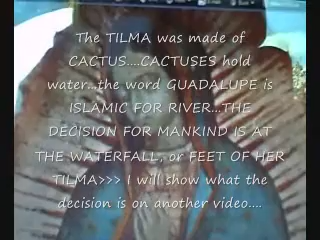 The TILMA was made of
CACTUS....CACTUSES hold
water...the word GUADALUPE is
ISLAMIC FOR RIVER...THE
DECISION FOR MANKIND IS AT
THE WATERFALL, or FEET OF HER
TILMA>>> I will show what the
decision is on another video....